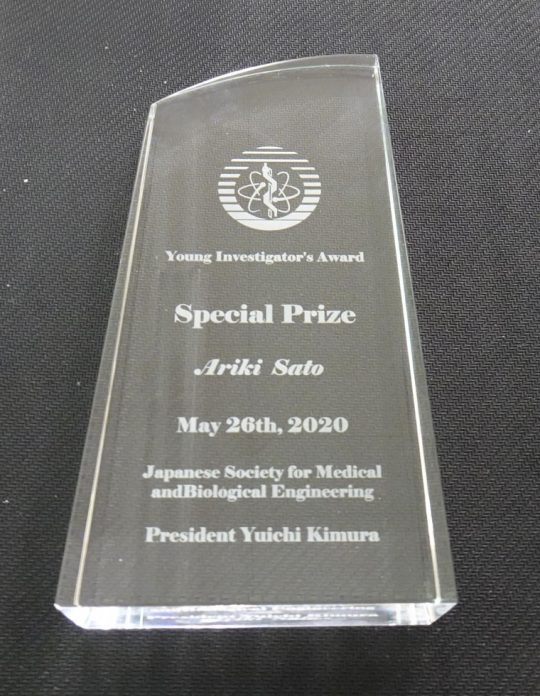 Young Investigator's Award
Special Prize
Ariki Sato
May 26th, 2020
Japanese Society for Medical
andBiological Engineering
President Yuichi Kimura